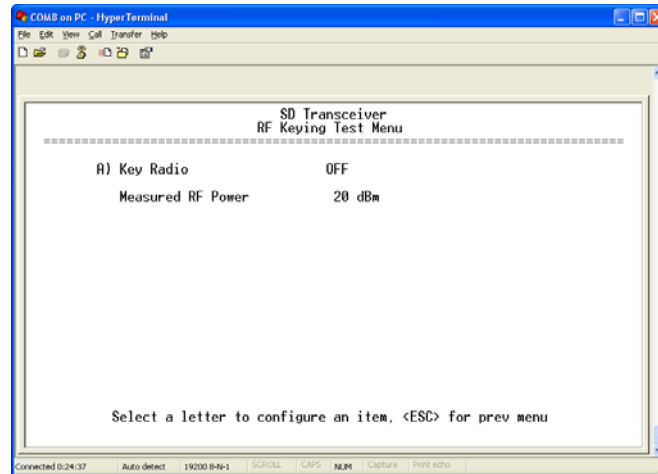 COM8 on PC - HyperTerminal
File Edit View Call Transfer Help
SD Transceiver
RF Keying Test Menu
==========================================================================
A) Key Radio OFF
Measured RF Power 20 dBm
Select a letter to configure an item, <ESC> for prev menu
Connected 0:24:37 Auto detect 19200 8-N-1 SCROLL CAPS NUM Capture Print echo